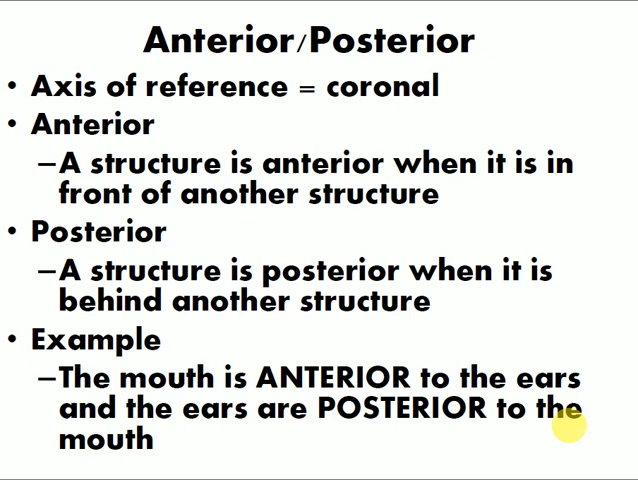 Anterior/Posterior
• Axis of reference = coronal
• Anterior
–A structure is anterior when it is in
front of another structure
• Posterior
–A structure is posterior when it is
behind another structure
• Example
–The mouth is ANTERIOR to the ears
and the ears are POSTERIOR to the
mouth